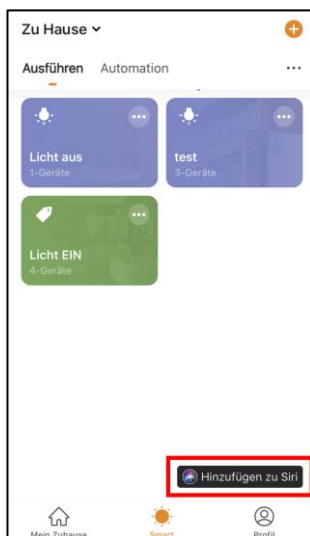 Zu Hause
Ausführen Automation
Licht aus
1-Geräte
test
3-Geräte
Licht EIN
4-Geräte
Hinzufügen zu Siri
Mein Zuhause Smart Profil